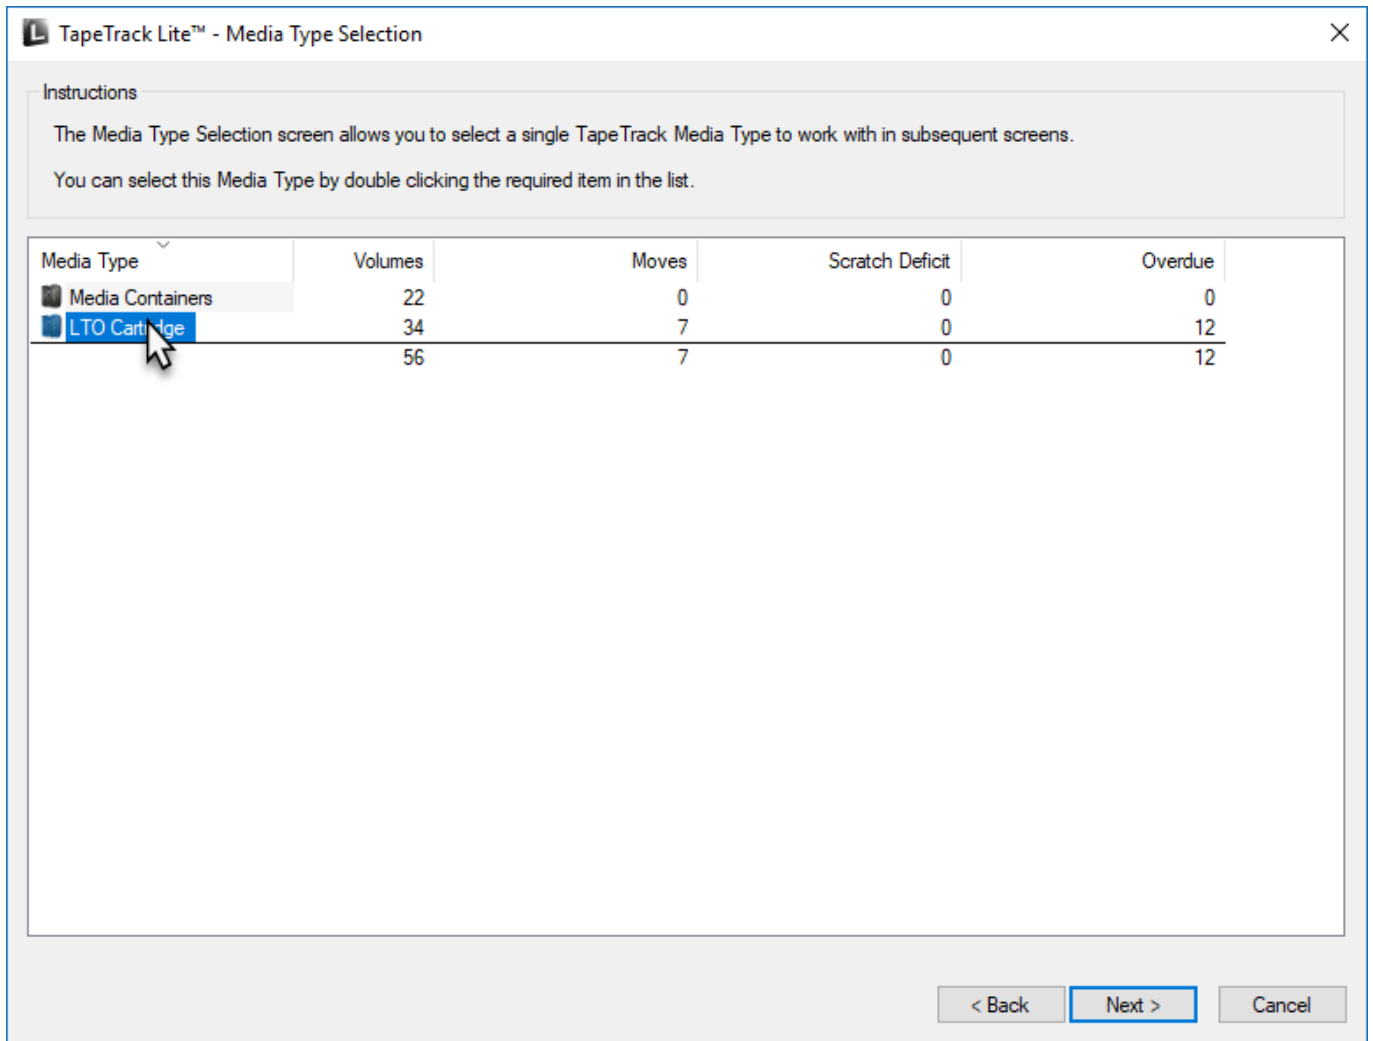 TapeTrack Lite™ - Media Type Selection
Instructions
The Media Type Selection screen allows you to select a single TapeTrack Media Type to work with in subsequent screens.
You can select this Media Type by double clicking the required item in the list.
Media Type Volumes Moves Scratch Deficit Overdue
Media Containers 22 0 0 0
LTO Cartridge 34 7 0 12
56 7 0 12
< Back Next > Cancel